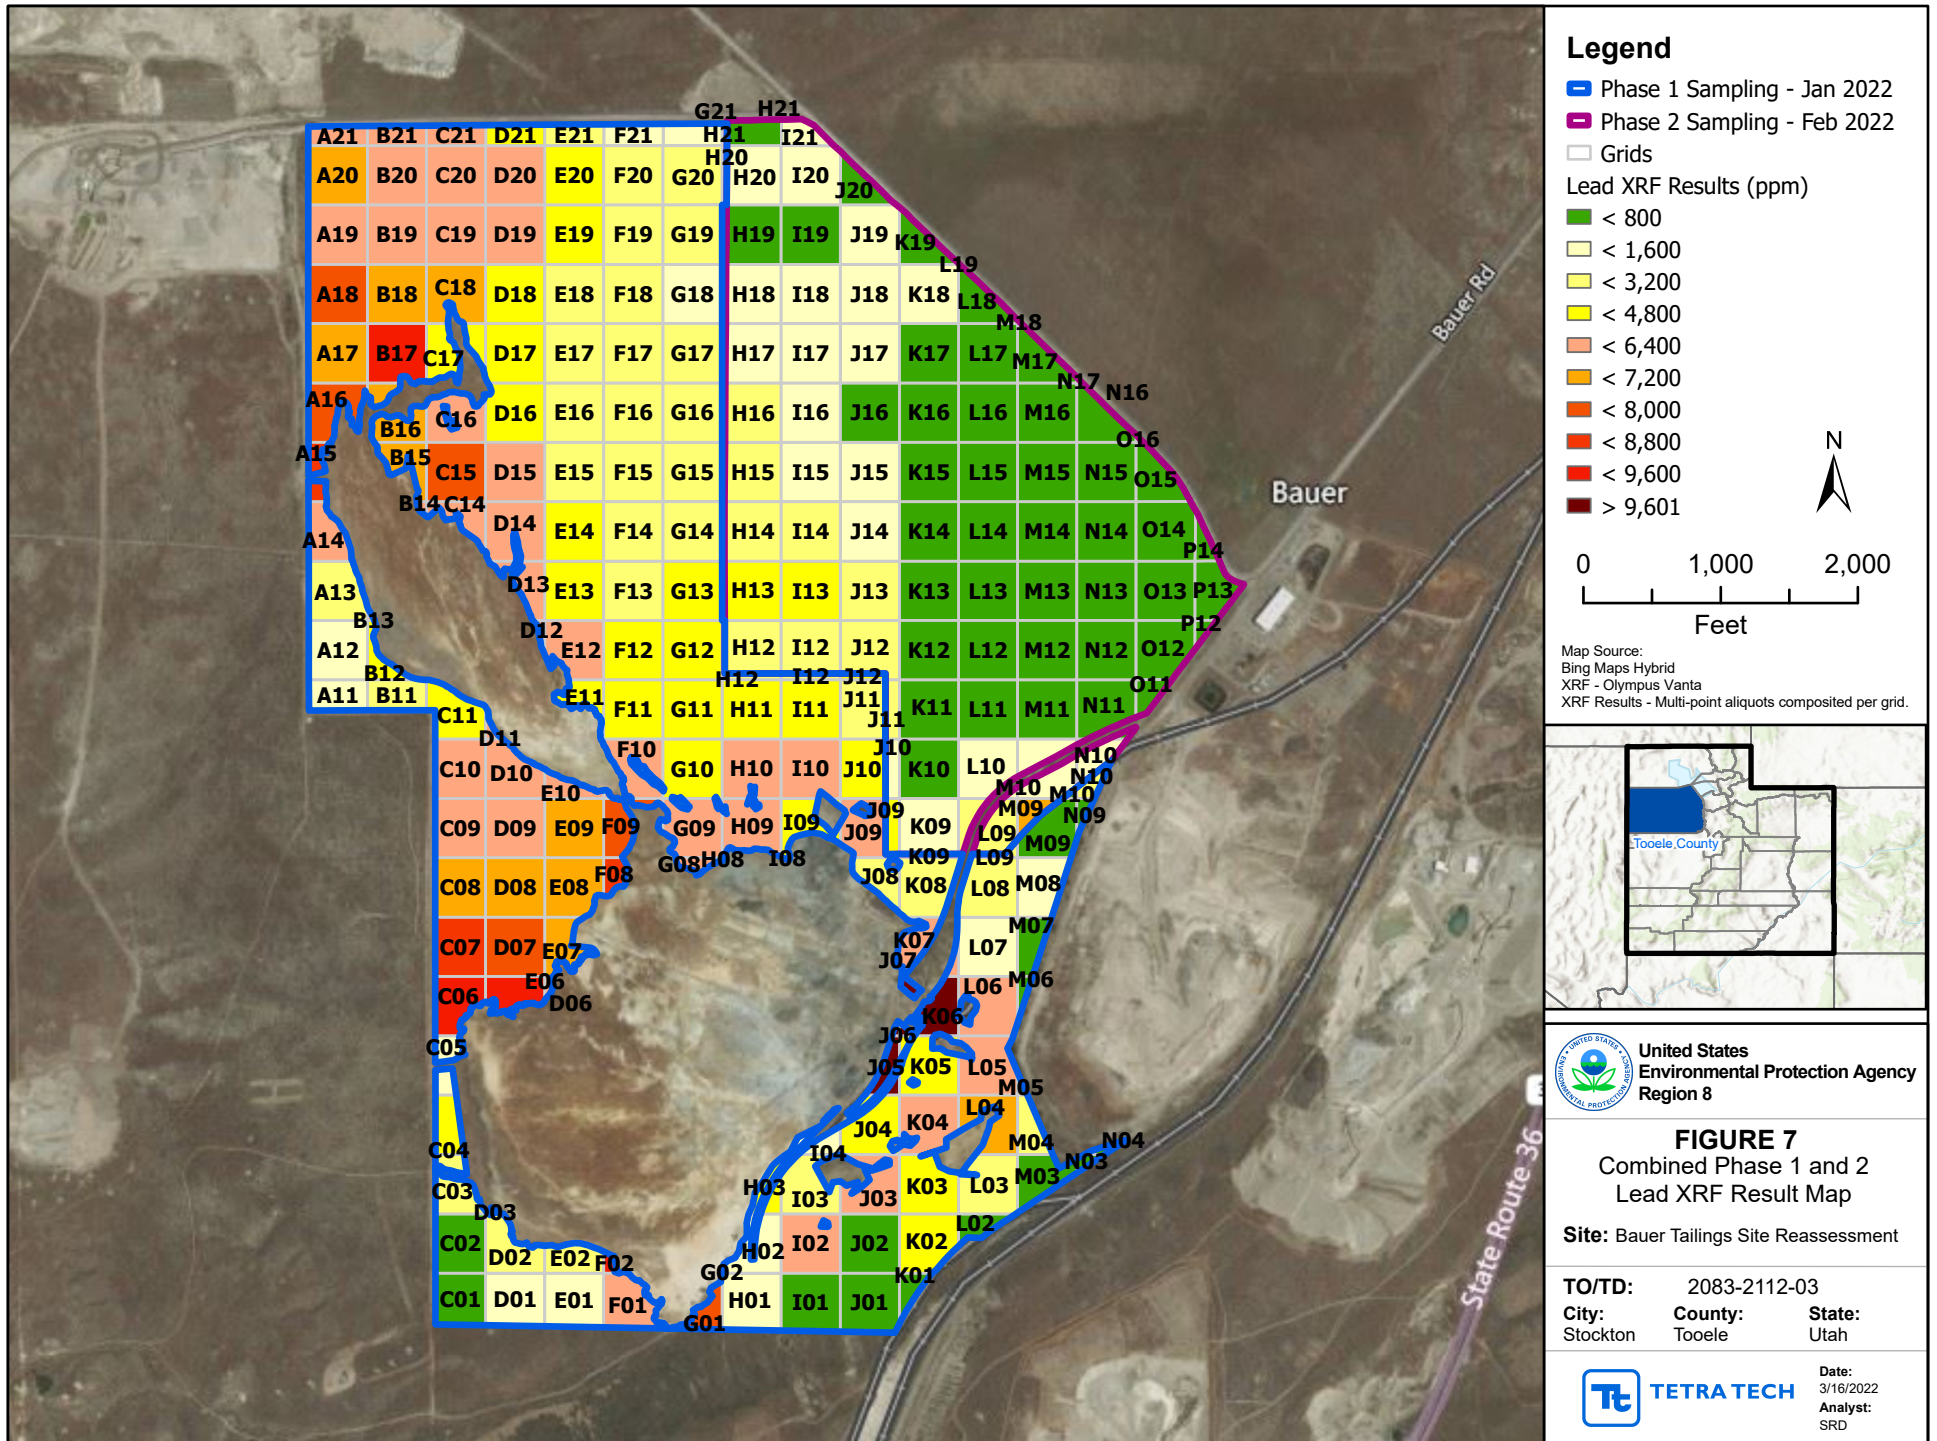 G21 H21
A21 B21 C21 D21 E21 F21 H21 I21
H20
A20 B20 C20 D20 E20 F20 G20 H20 I20 J20
A19 B19 C19 D19 E19 F19 G19 H19 I19 J19 K19
L19
A18 B18 C18 D18 E18 F18 G18 H18 I18 J18 K18 L18
M18
A17 B17 C17 D17 E17 F17 G17 H17 I17 J17 K17 L17 M17
N17 N16
A16 B16 C16 D16 E16 F16 G16 H16 I16 J16 K16 L16 M16
O16
A15 B15 C15 D15 E15 F15 G15 H15 I15 J15 K15 L15 M15 N15 O15
B14 C14
A14 D14 E14 F14 G14 H14 I14 J14 K14 L14 M14 N14 O14 P14
A13 D13 E13 F13 G13 H13 I13 J13 K13 L13 M13 N13 O13 P13
B13 D12 P12
A12 E12 F12 G12 H12 I12 J12 K12 L12 M12 N12 O12
B12 H12 I12 J12 O11
A11 B11 C11 E11 F11 G11 H11 I11 J11 K11 L11 M11 N11
J11
D11 F10 J10 N10
C10 D10 G10 H10 I10 J10 K10 L10 N10
E10 M10 M10
J09 M09 N09
C09 D09 E09 F09 G09 H09 I09 J09 K09 L09 M09
G08 H08 I08 K09 L09
C08 D08 E08 F08 J08 K08 L08 M08
M07
C07 D07 E07 K07 L07
J07
C06 E06 L06 M06
D06 K06
J06
C05 J05 K05 L05
M05
L04
C04 I04 J04 K04 M04 N04
N03
C03 H03 I03 J03 K03 L03 M03
D03 L02
C02 D02 E02 F02 H02 I02 J02 K02
G02 K01
C01 D01 E01 F01 G01 H01 I01 J01
Bauer Rd
Bauer
State Route 36
Legend
Phase 1 Sampling - Jan 2022
Phase 2 Sampling - Feb 2022
Grids
Lead XRF Results (ppm)
< 800
< 1,600
< 3,200
< 4,800
< 6,400
< 7,200
< 8,000
< 8,800
< 9,600
> 9,601
N
0 1,000 2,000
Feet
Map Source:
Bing Maps Hybrid
XRF - Olympus Vanta
XRF Results - Multi-point aliquots composited per grid.
Tooele County
UNITED STATES
ENVIRONMENTAL PROTECTION AGENCY
United States
Environmental Protection Agency
Region 8
FIGURE 7
Combined Phase 1 and 2
Lead XRF Result Map
Site: Bauer Tailings Site Reassessment
TO/TD: 2083-2112-03
City: County: State:
Stockton Tooele Utah
Tt TETRA TECH
Date:
3/16/2022
Analyst:
SRD